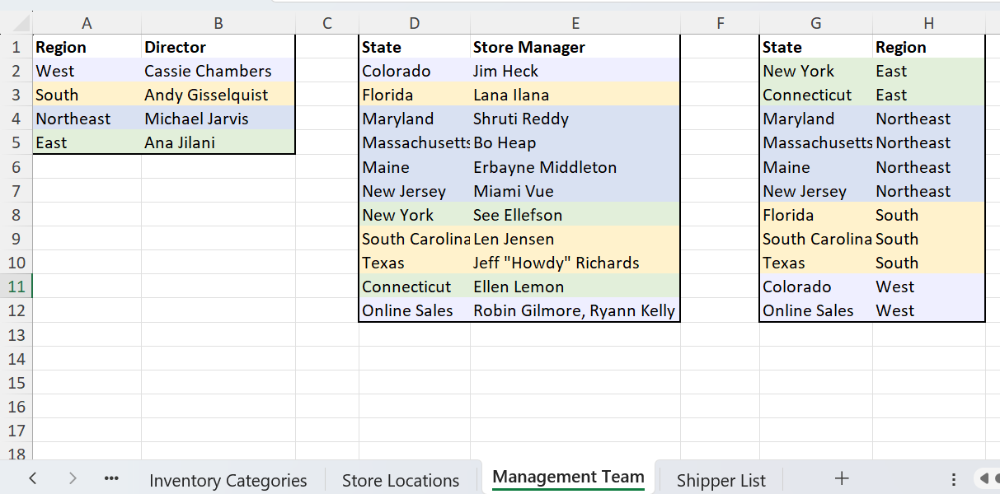 A B C D E F G H
1 Region Director State Store Manager State Region
2 West Cassie Chambers Colorado Jim Heck New York East
3 South Andy Gisselquist Florida Lana Ilana Connecticut East
4 Northeast Michael Jarvis Maryland Shruti Reddy Maryland Northeast
5 East Ana Jilani Massachusetts Bo Heap Massachusetts Northeast
6 Maine Erbayne Middleton Maine Northeast
7 New Jersey Miami Vue New Jersey Northeast
8 New York See Ellefson Florida South
9 South Carolina Len Jensen South Carolina South
10 Texas Jeff "Howdy" Richards Texas South
11 Connecticut Ellen Lemon Colorado West
12 Online Sales Robin Gilmore, Ryann Kelly Online Sales West
13
14
15
16
17
18
Inventory Categories Store Locations Management Team Shipper List